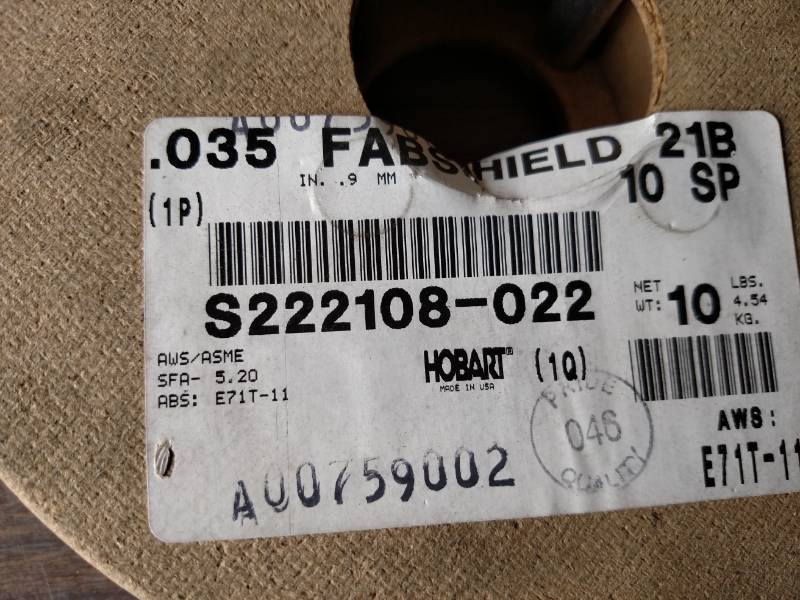 .035 FABSHIELD 21B
IN. .9 MM
10 SP
(1P)
S222108-022
NET WT: 10 LBS.
4.54 KG.
AWS/ASME
SFA- 5.20
ABS: E71T-11
HOBART® (1Q)
MADE IN USA
PRIDE
046
QUALITY
AWS:
E71T-11
A00759002